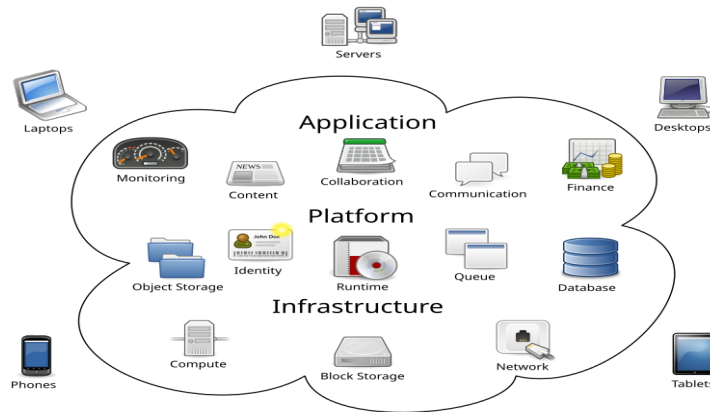 Servers
Laptops
Desktops
Application
Monitoring
NEWS
Content
Collaboration
Communication
Finance
Platform
John Doe
Object Storage
Identity
Runtime
Queue
Database
Infrastructure
Compute
Block Storage
Network
Phones
Tablets